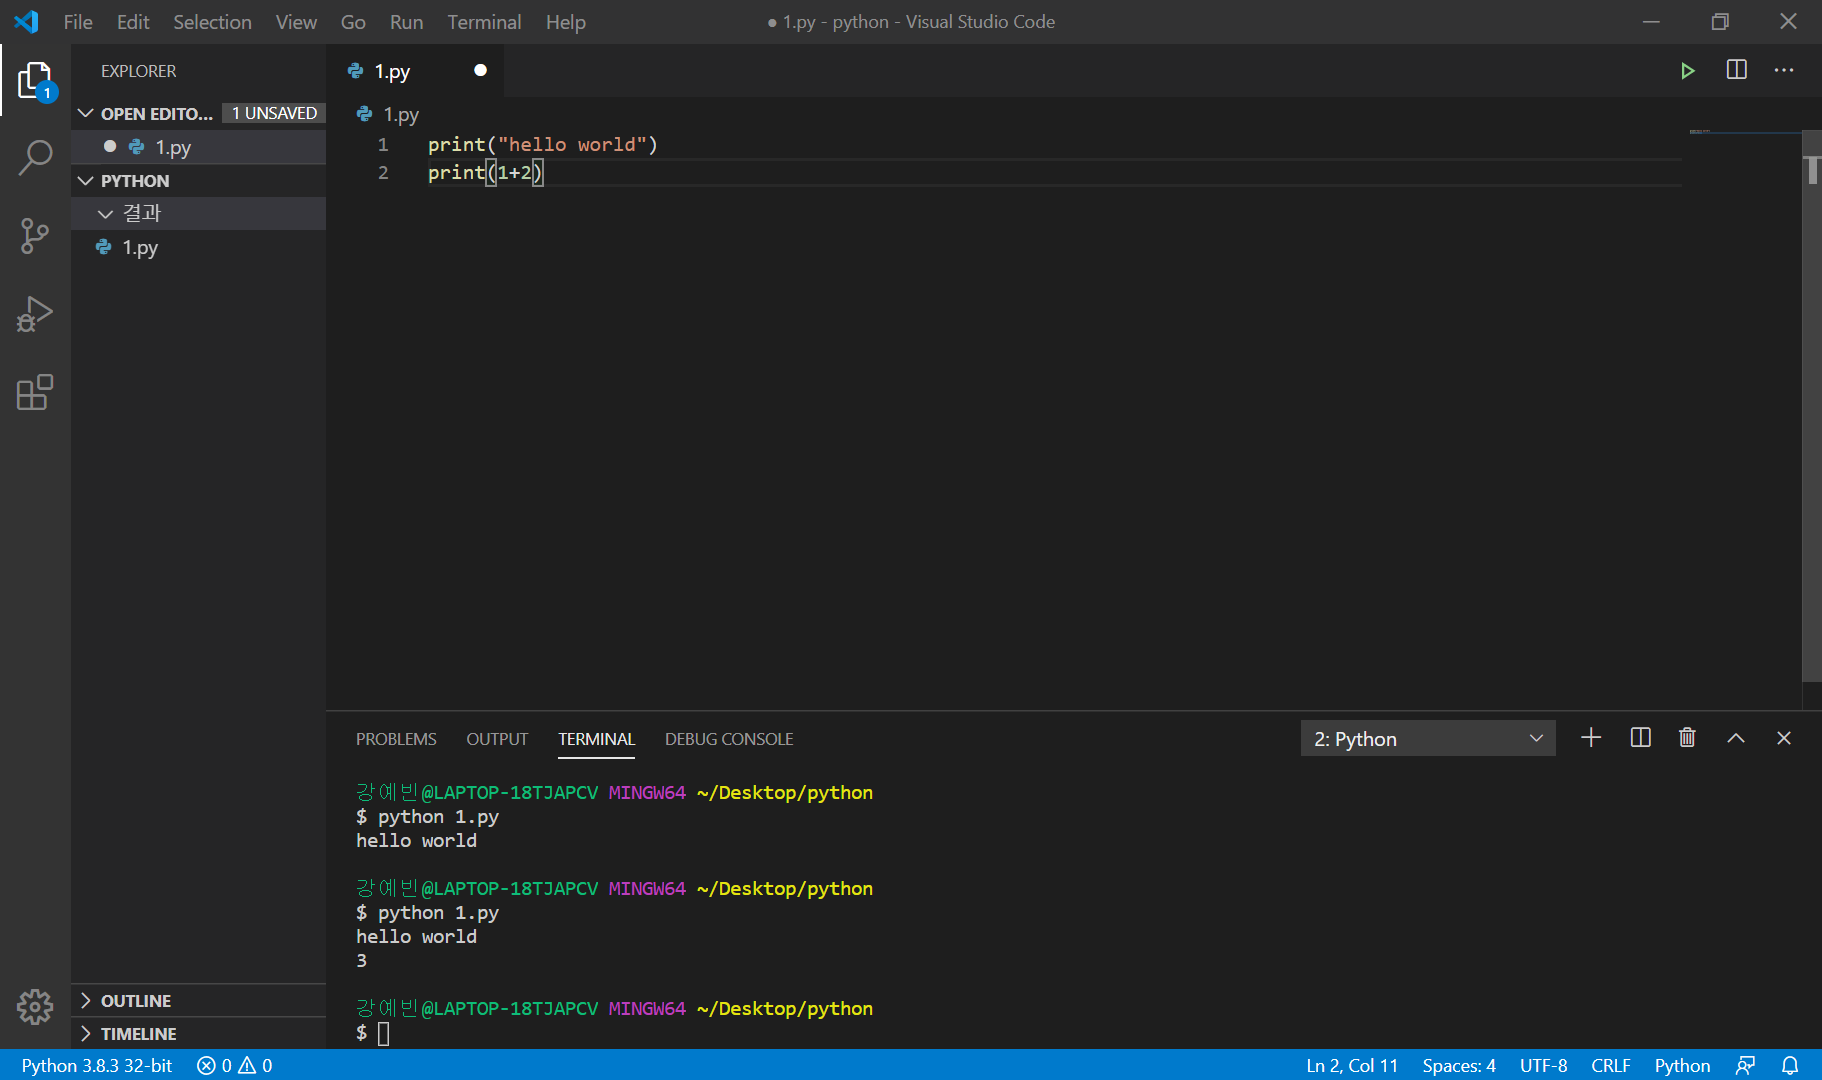 File Edit Selection View Go Run Terminal Help
● 1.py - python - Visual Studio Code
1
EXPLORER
OPEN EDITO... 1 UNSAVED
1.py
PYTHON
결과
1.py
OUTLINE
TIMELINE
1.py
1.py
1 print("hello world")
2 print(1+2)
PROBLEMS OUTPUT TERMINAL DEBUG CONSOLE
2: Python
강예빈@LAPTOP-18TJAPCV MINGW64 ~/Desktop/python
$ python 1.py
hello world
강예빈@LAPTOP-18TJAPCV MINGW64 ~/Desktop/python
$ python 1.py
hello world
3
강예빈@LAPTOP-18TJAPCV MINGW64 ~/Desktop/python
$
Python 3.8.3 32-bit 0 0
Ln 2, Col 11 Spaces: 4 UTF-8 CRLF Python